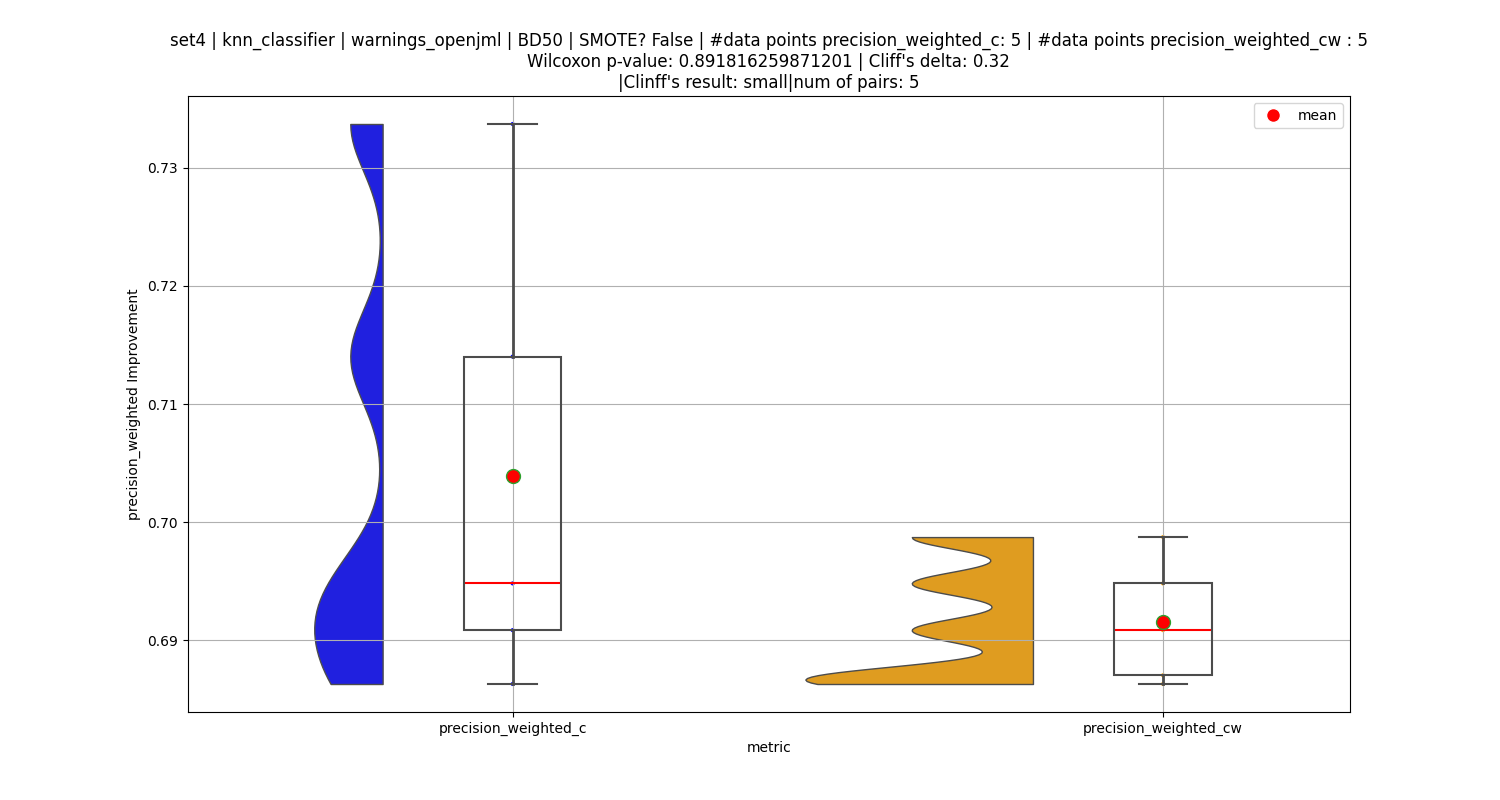 set4 | knn_classifier | warnings_openjml | BD50 | SMOTE? False | #data points precision_weighted_c: 5 | #data points precision_weighted_cw : 5
Wilcoxon p-value: 0.891816259871201 | Cliff's delta: 0.32
|Clinff's result: small|num of pairs: 5
mean
0.73
0.72
0.71
0.70
0.69
precision_weighted Improvement
precision_weighted_c
precision_weighted_cw
metric